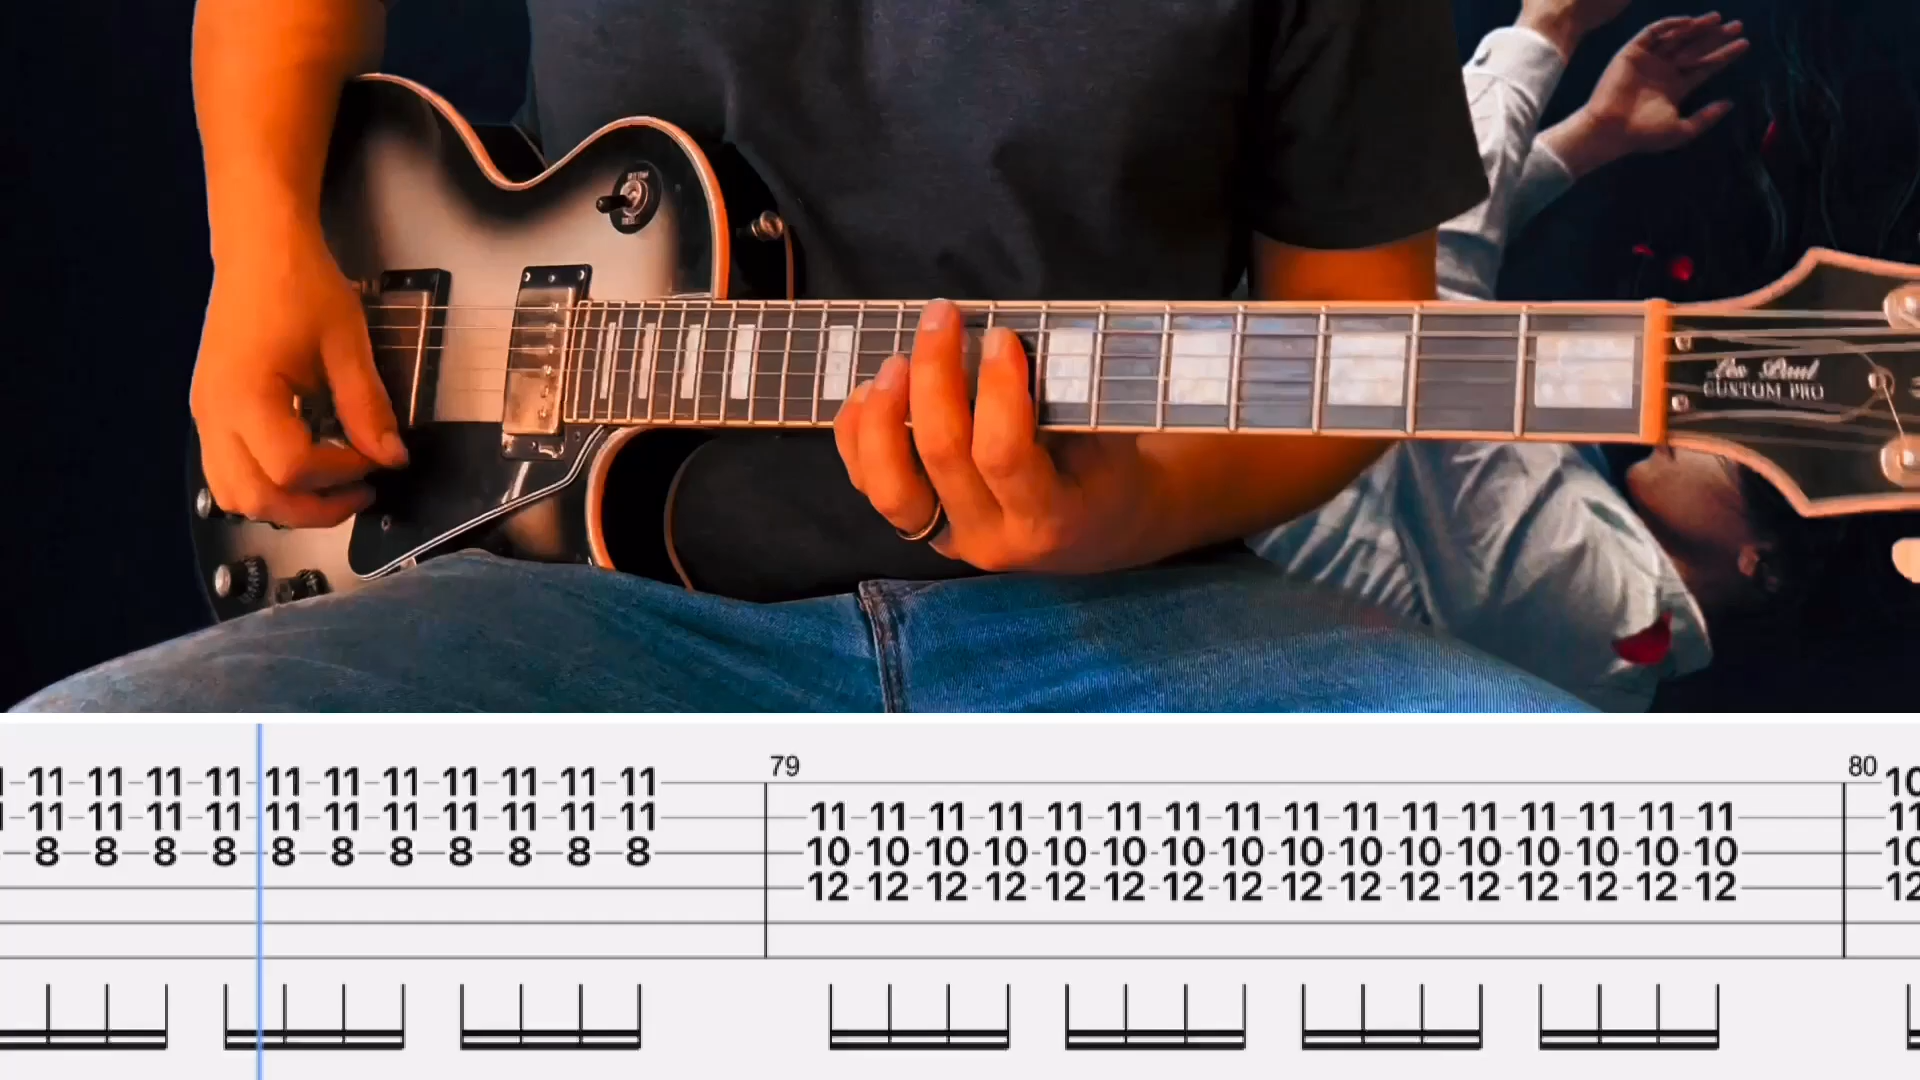 Les Paul
CUSTOM PRO
79
80
11 11 11 11 11 11 11 11 11 11 11
11 11 11 11 11 11 11 11 11 11 11
8 8 8 8 8 8 8 8 8 8 8
11 11 11 11 11 11 11 11 11 11 11 11 11 11 11 11
10 10 10 10 10 10 10 10 10 10 10 10 10 10 10 10
12 12 12 12 12 12 12 12 12 12 12 12 12 12 12 12
10
11
10
12